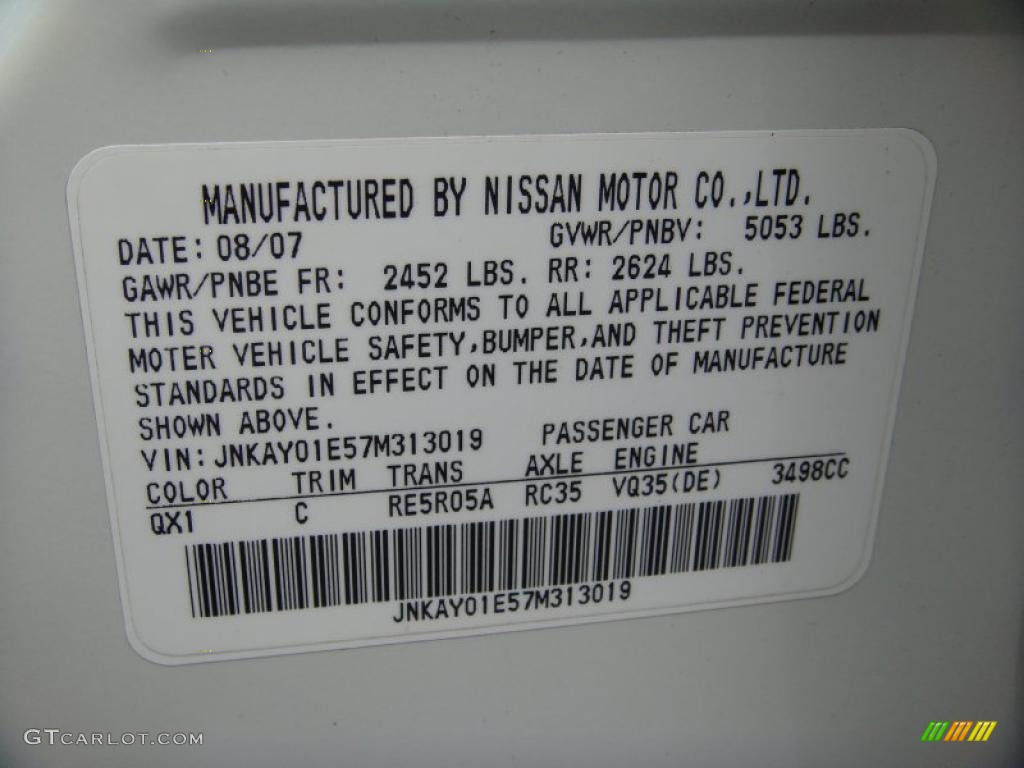 MANUFACTURED BY NISSAN MOTOR CO.,LTD.
DATE: 08/07 GVWR/PNBV: 5053 LBS.
GAWR/PNBE FR: 2452 LBS. RR: 2624 LBS.
THIS VEHICLE CONFORMS TO ALL APPLICABLE FEDERAL
MOTER VEHICLE SAFETY,BUMPER,AND THEFT PREVENTION
STANDARDS IN EFFECT ON THE DATE OF MANUFACTURE
SHOWN ABOVE.
VIN: JNKAY01E57M313019 PASSENGER CAR
COLOR TRIM TRANS AXLE ENGINE
QX1 C RE5R05A RC35 VQ35(DE) 3498CC
JNKAY01E57M313019
GTCARLOT.COM